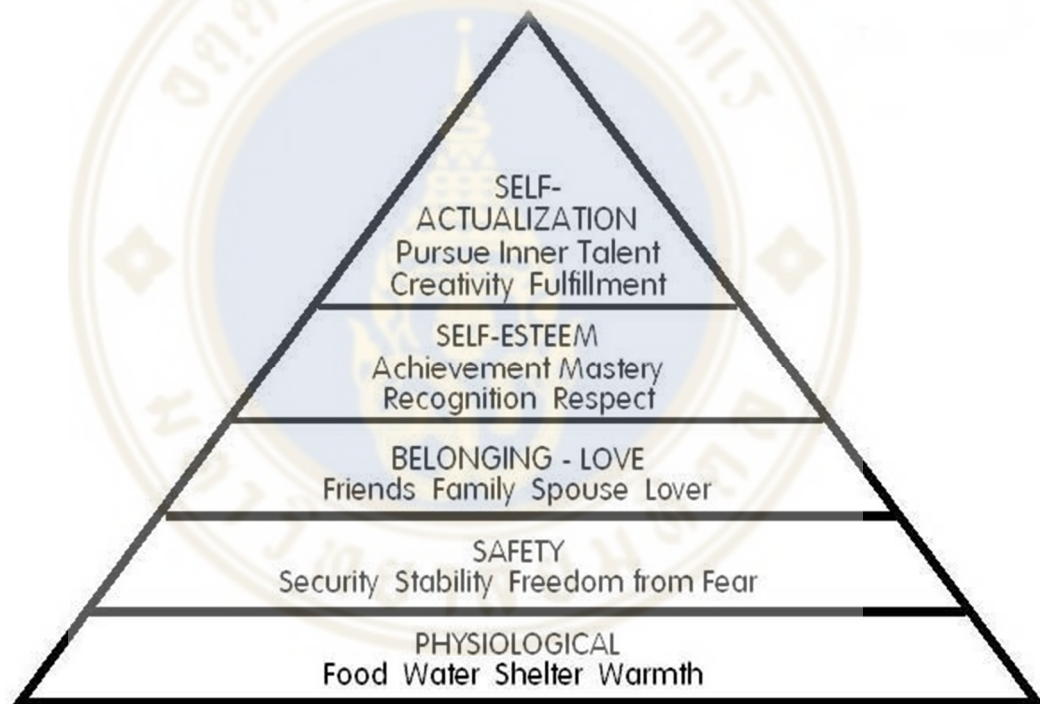 SELF-
ACTUALIZATION
Pursue Inner Talent
Creativity Fulfillment
SELF-ESTEEM
Achievement Mastery
Recognition Respect
BELONGING - LOVE
Friends Family Spouse Lover
SAFETY
Security Stability Freedom from Fear
PHYSIOLOGICAL
Food Water Shelter Warmth